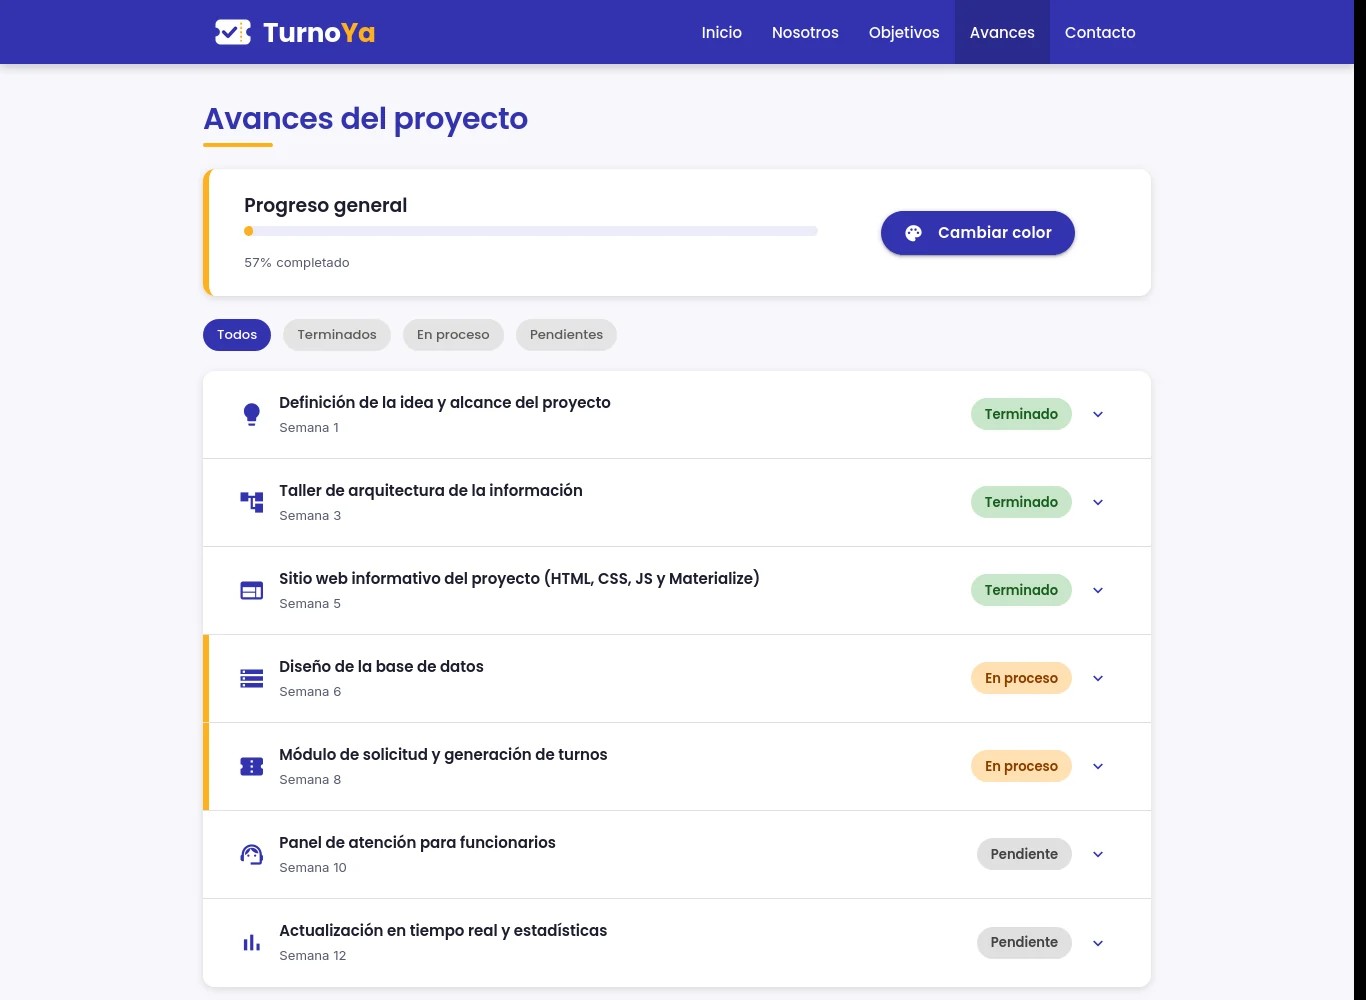 TurnoYa
Inicio Nosotros Objetivos Avances Contacto
Avances del proyecto
Progreso general
57% completado
Cambiar color
Todos Terminados En proceso Pendientes
Definición de la idea y alcance del proyecto
Semana 1
Terminado
Taller de arquitectura de la información
Semana 3
Terminado
Sitio web informativo del proyecto (HTML, CSS, JS y Materialize)
Semana 5
Terminado
Diseño de la base de datos
Semana 6
En proceso
Módulo de solicitud y generación de turnos
Semana 8
En proceso
Panel de atención para funcionarios
Semana 10
Pendiente
Actualización en tiempo real y estadísticas
Semana 12
Pendiente